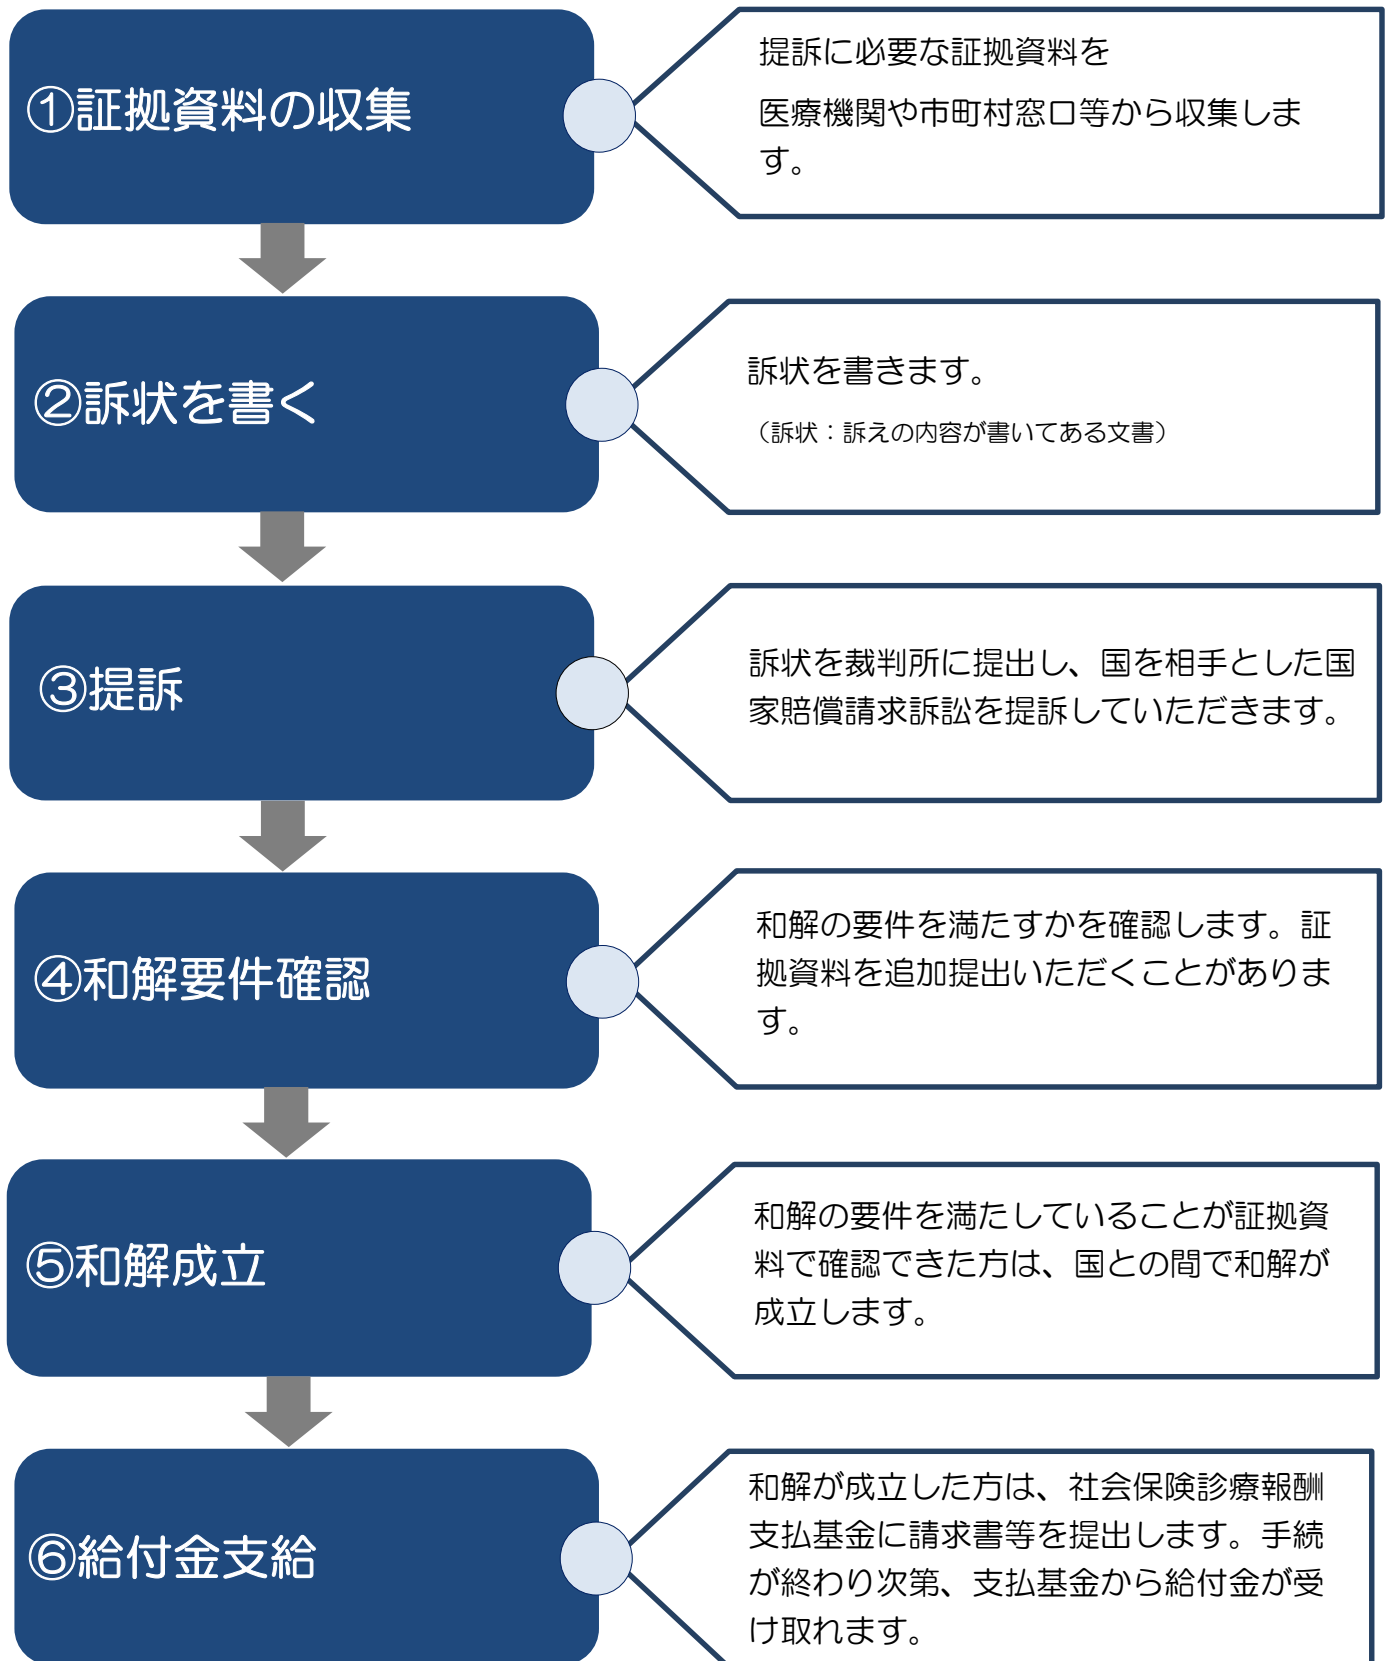 ①証拠資料の収集
提訴に必要な証拠資料を
医療機関や市町村窓口等から収集しま
す。
②訴状を書く
訴状を書きます。
（訴状：訴えの内容が書いてある文書）
③提訴
訴状を裁判所に提出し、国を相手とした国
家賠償請求訴訟を提訴していただきます。
④和解要件確認
和解の要件を満たすかを確認します。証
拠資料を追加提出いただくことがありま
す。
⑤和解成立
和解の要件を満たしていることが証拠資
料で確認できた方は、国との間で和解が
成立します。
⑥給付金支給
和解が成立した方は、社会保険診療報酬
支払基金に請求書等を提出します。手続
が終わり次第、支払基金から給付金が受
け取れます。